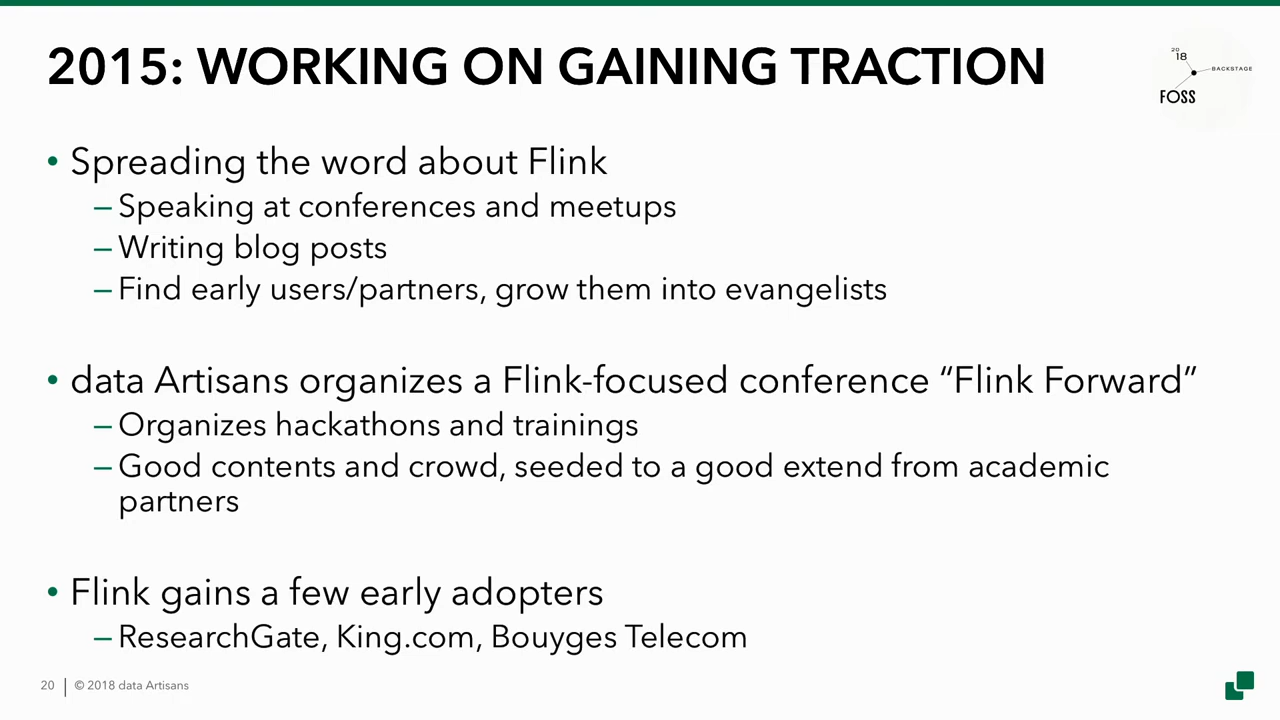 2015: WORKING ON GAINING TRACTION
20
18
BACKSTAGE
FOSS
• Spreading the word about Flink
– Speaking at conferences and meetups
– Writing blog posts
– Find early users/partners, grow them into evangelists
• data Artisans organizes a Flink-focused conference “Flink Forward”
– Organizes hackathons and trainings
– Good contents and crowd, seeded to a good extend from academic
partners
• Flink gains a few early adopters
– ResearchGate, King.com, Bouyges Telecom
20 | © 2018 data Artisans